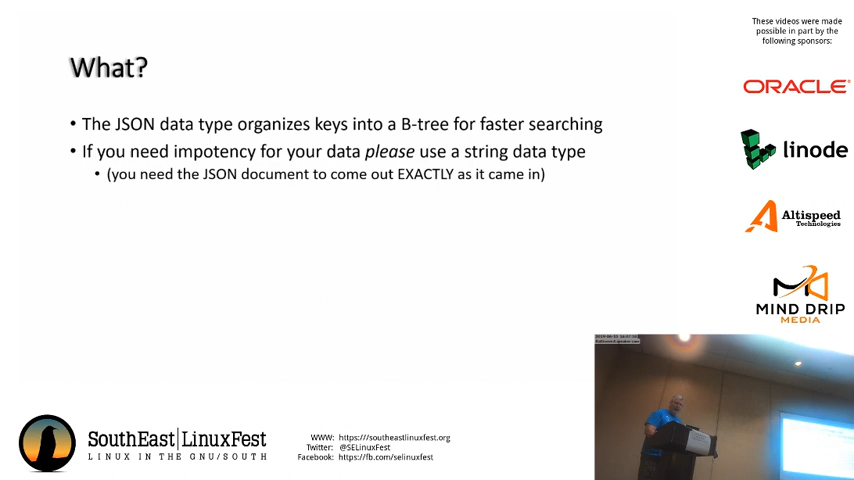 These videos were made
possible in part by the
following sponsors:
What?
ORACLE
• The JSON data type organizes keys into a B-tree for faster searching
• If you need impotency for your data please use a string data type
• (you need the JSON document to come out EXACTLY as it came in)
linode
Altispeed
Technologies
MIND DRIP
MEDIA
SouthEast|LinuxFest
LINUX IN THE GNU/SOUTH
WWW: https:///southeastlinuxfest.org
Twitter: @SELinuxFest
Facebook: https://fb.com/selinuxfest